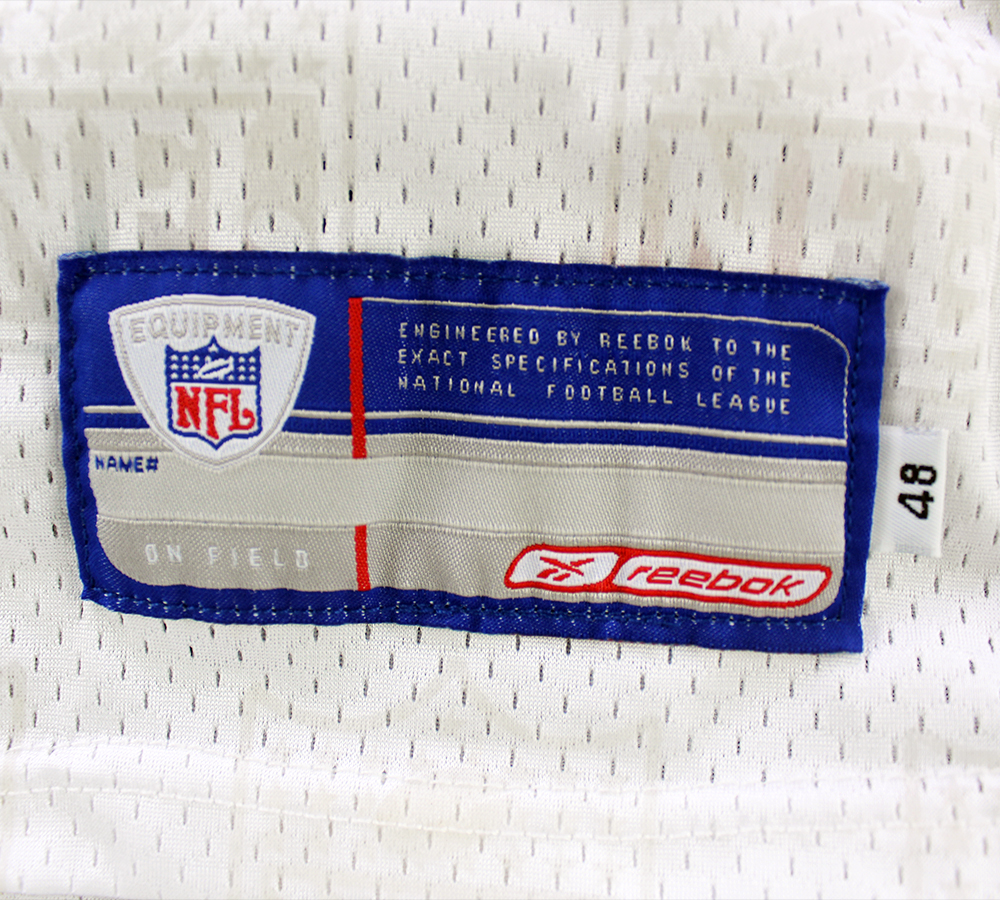 EQUIPMENT
NFL
ENGINEERED BY REEBOK TO THE
EXACT SPECIFICATIONS OF THE
NATIONAL FOOTBALL LEAGUE
NAME#
ON FIELD
reebok
48